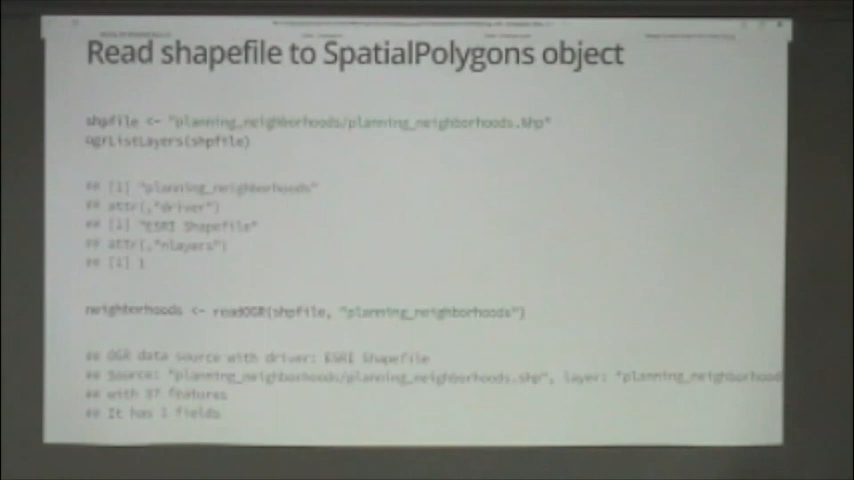 Read shapefile to SpatialPolygons object
shpfile <- "planning_neighborhoods/planning_neighborhoods.shp"
ogrListLayers(shpfile)
## [1] "planning_neighborhoods"
## attr(,"driver")
## [1] "ESRI Shapefile"
## attr(,"nlayers")
## [1] 1
neighborhoods <- readOGR(shpfile, "planning_neighborhoods")
## OGR data source with driver: ESRI Shapefile
## Source: "planning_neighborhoods/planning_neighborhoods.shp", layer: "planning_neighborhood
## with 37 features
## It has 1 fields